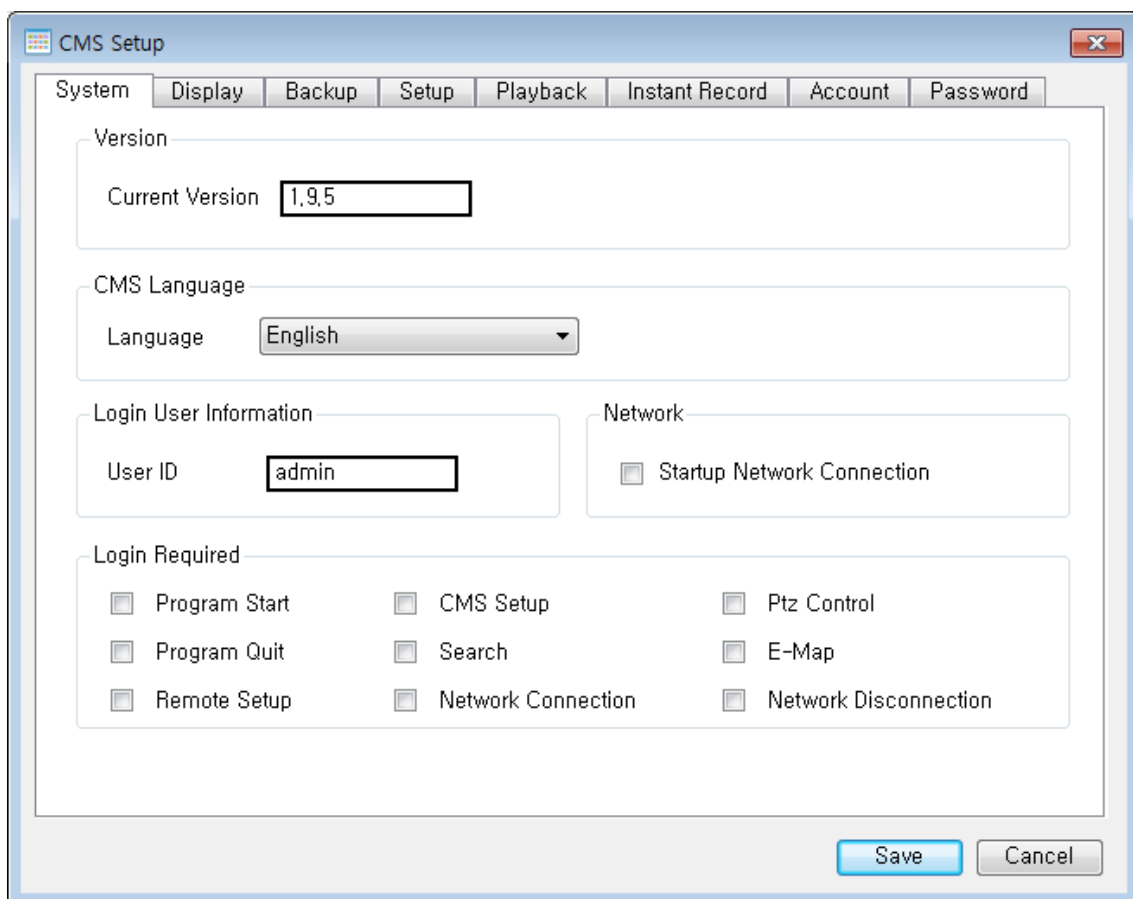 CMS Setup
System Display Backup Setup Playback Instant Record Account Password
Version
Current Version 1,9,5
CMS Language
Language English
Login User Information Network
User ID admin Startup Network Connection
Login Required
Program Start CMS Setup Ptz Control
Program Quit Search E-Map
Remote Setup Network Connection Network Disconnection
Save Cancel